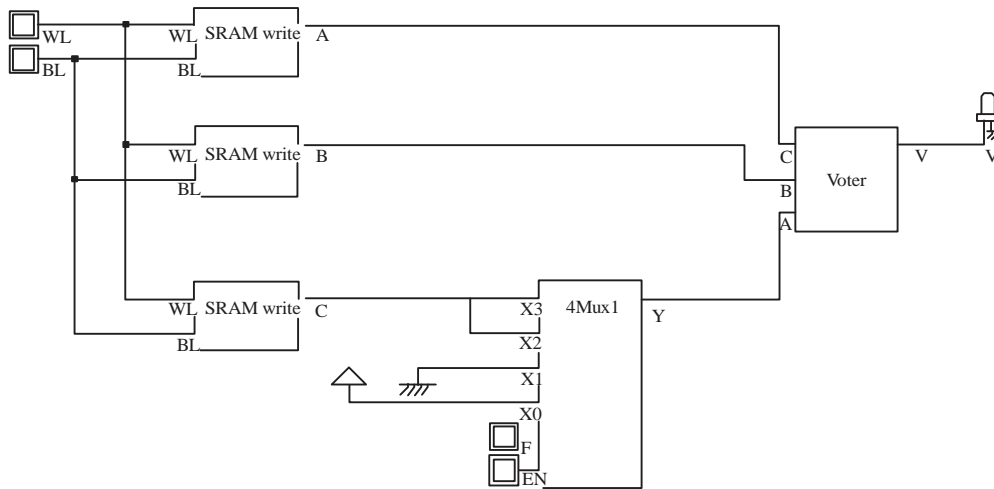 WL
BL
WL SRAM write A
BL
WL SRAM write B
BL
WL SRAM write C
BL
C
B
A
Voter
V
V
X3 4Mux1 Y
X2
X1
X0
F
EN